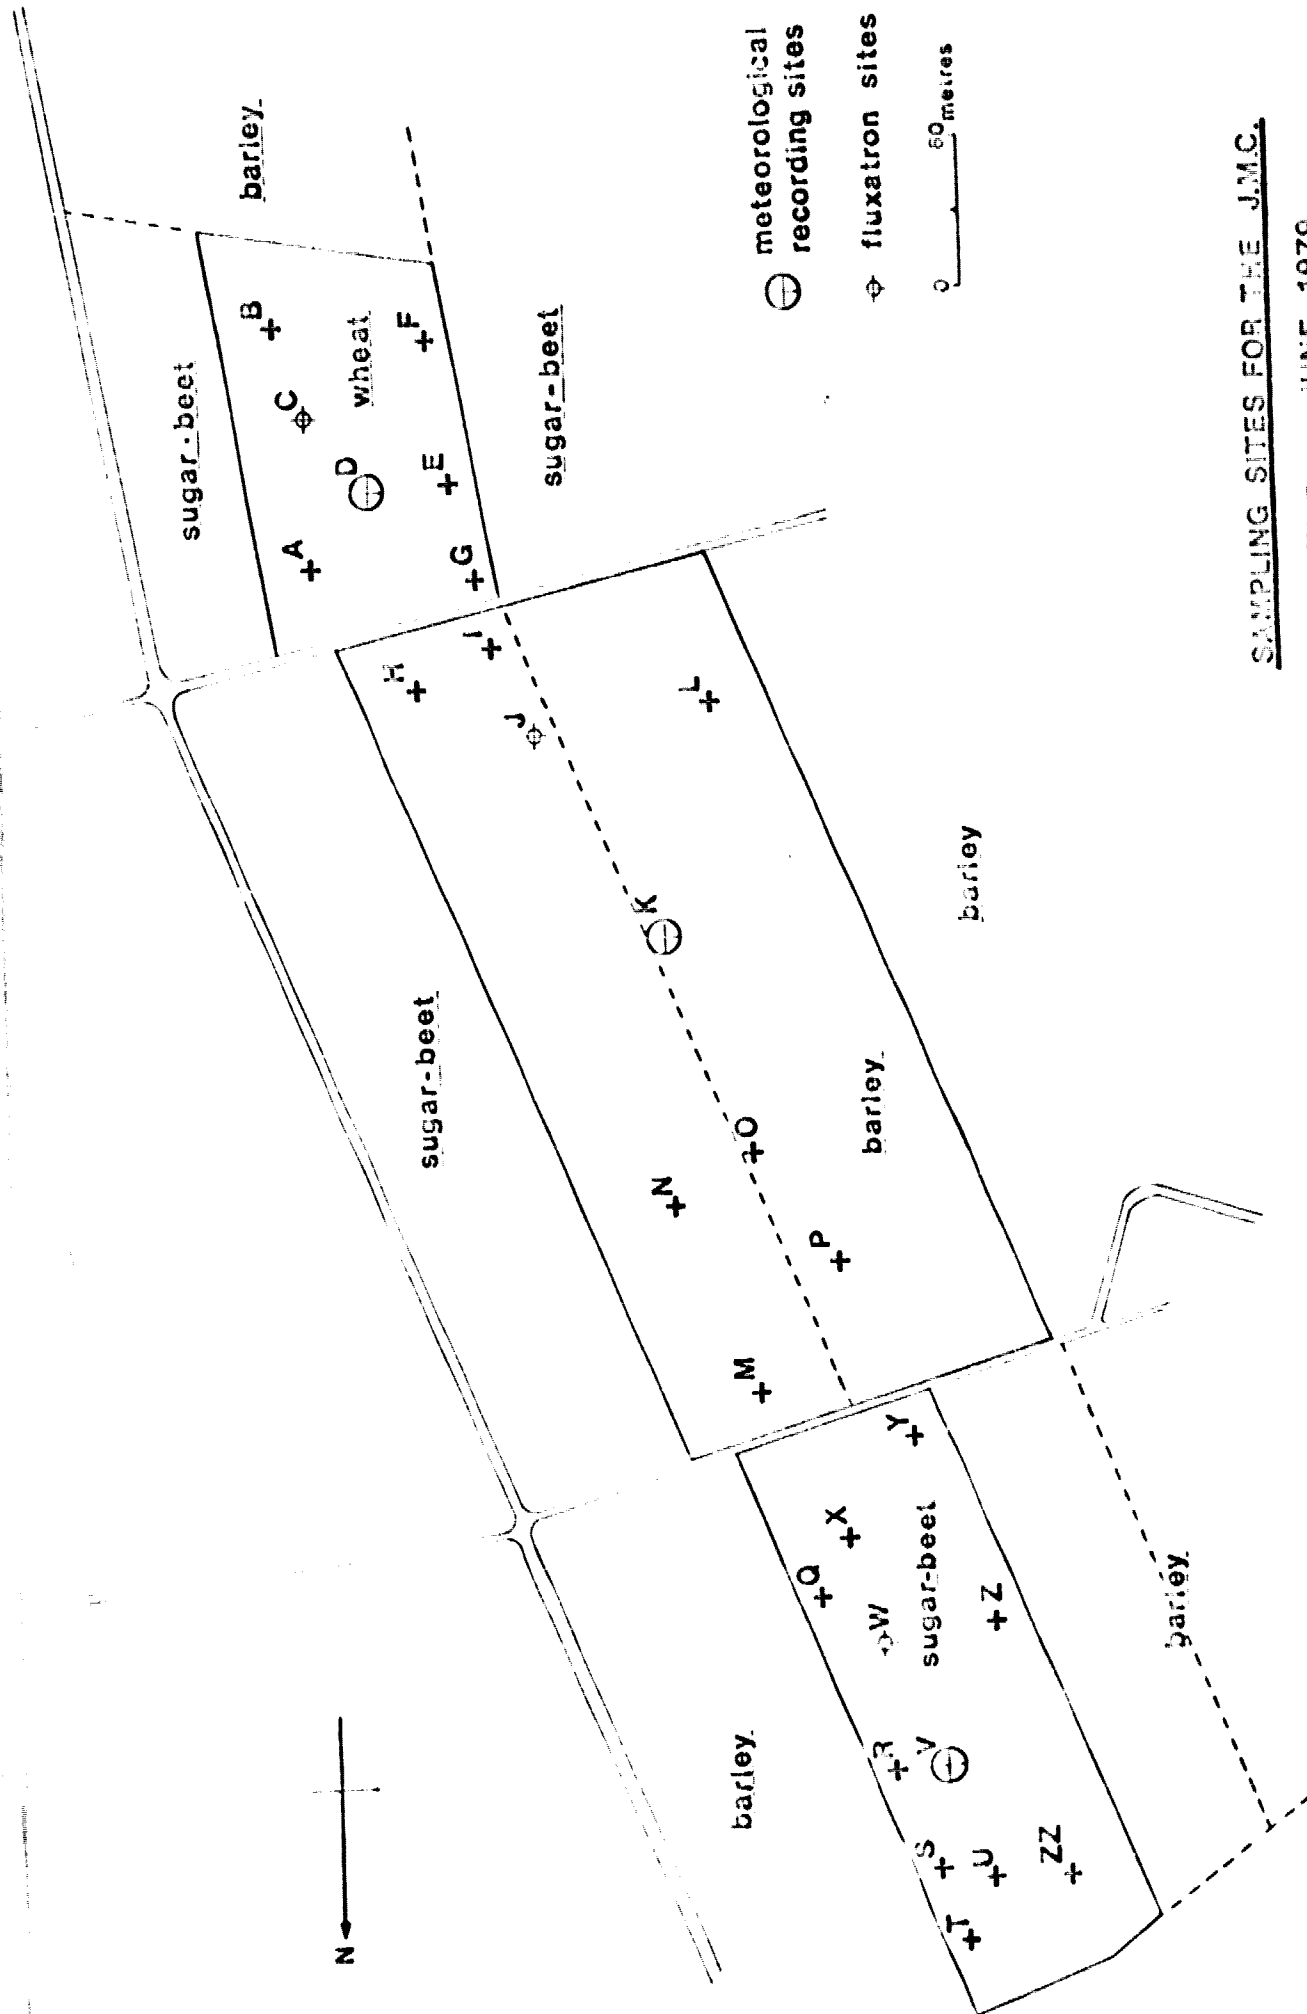 barley
sugar-beet
B
C
wheat
F
D
E
A
G
sugar-beet
H
I
J
L
K
sugar-beet
barley
O
N
barley
P
M
Y
X
Q
W
sugar-beet
Z
barley
R
V
barley
S
U
ZZ
T
N
meteorological
recording sites
fluxatron sites
0
metres
SAMPLING SITES FOR THE J.M.C.
1979